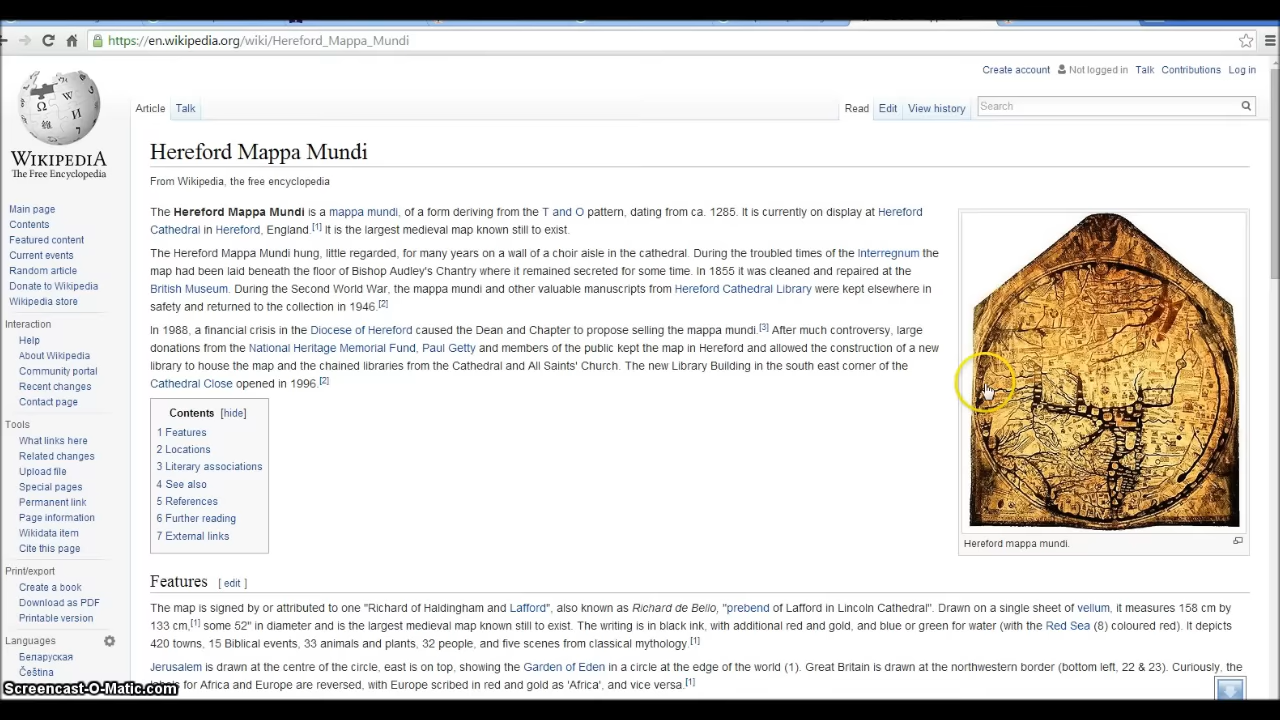 https://en.wikipedia.org/wiki/Hereford_Mappa_Mundi
Create account Not logged in Talk Contributions Log in
Article Talk Read Edit View history Search
WIKIPEDIA
The Free Encyclopedia
Main page
Contents
Featured content
Current events
Random article
Donate to Wikipedia
Wikipedia store
Interaction
Help
About Wikipedia
Community portal
Recent changes
Contact page
Tools
What links here
Related changes
Upload file
Special pages
Permanent link
Page information
Wikidata item
Cite this page
Print/export
Create a book
Download as PDF
Printable version
Languages
Беларуская
Čeština
Hereford Mappa Mundi
From Wikipedia, the free encyclopedia
The Hereford Mappa Mundi is a mappa mundi, of a form deriving from the T and O pattern, dating from ca. 1285. It is currently on display at Hereford
Cathedral in Hereford, England.[1] It is the largest medieval map known still to exist.
The Hereford Mappa Mundi hung, little regarded, for many years on a wall of a choir aisle in the cathedral. During the troubled times of the Interregnum the
map had been laid beneath the floor of Bishop Audley's Chantry where it remained secreted for some time. In 1855 it was cleaned and repaired at the
British Museum. During the Second World War, the mappa mundi and other valuable manuscripts from Hereford Cathedral Library were kept elsewhere in
safety and returned to the collection in 1946.[2]
In 1988, a financial crisis in the Diocese of Hereford caused the Dean and Chapter to propose selling the mappa mundi.[3] After much controversy, large
donations from the National Heritage Memorial Fund, Paul Getty and members of the public kept the map in Hereford and allowed the construction of a new
library to house the map and the chained libraries from the Cathedral and All Saints' Church. The new Library Building in the south east corner of the
Cathedral Close opened in 1996.[2]
Contents [hide]
1 Features
2 Locations
3 Literary associations
4 See also
5 References
6 Further reading
7 External links
Hereford mappa mundi.
Features [ edit ]
The map is signed by or attributed to one "Richard of Haldingham and Lafford", also known as Richard de Bello, "prebend of Lafford in Lincoln Cathedral". Drawn on a single sheet of vellum, it measures 158 cm by
133 cm,[1] some 52" in diameter and is the largest medieval map known still to exist. The writing is in black ink, with additional red and gold, and blue or green for water (with the Red Sea (8) coloured red). It depicts
420 towns, 15 Biblical events, 33 animals and plants, 32 people, and five scenes from classical mythology.[1]
Jerusalem is drawn at the centre of the circle, east is on top, showing the Garden of Eden in a circle at the edge of the world (1). Great Britain is drawn at the northwestern border (bottom left, 22 & 23). Curiously, the
labels for Africa and Europe are reversed, with Europe scribed in red and gold as 'Africa', and vice versa.[1]
Screencast-O-Matic.com